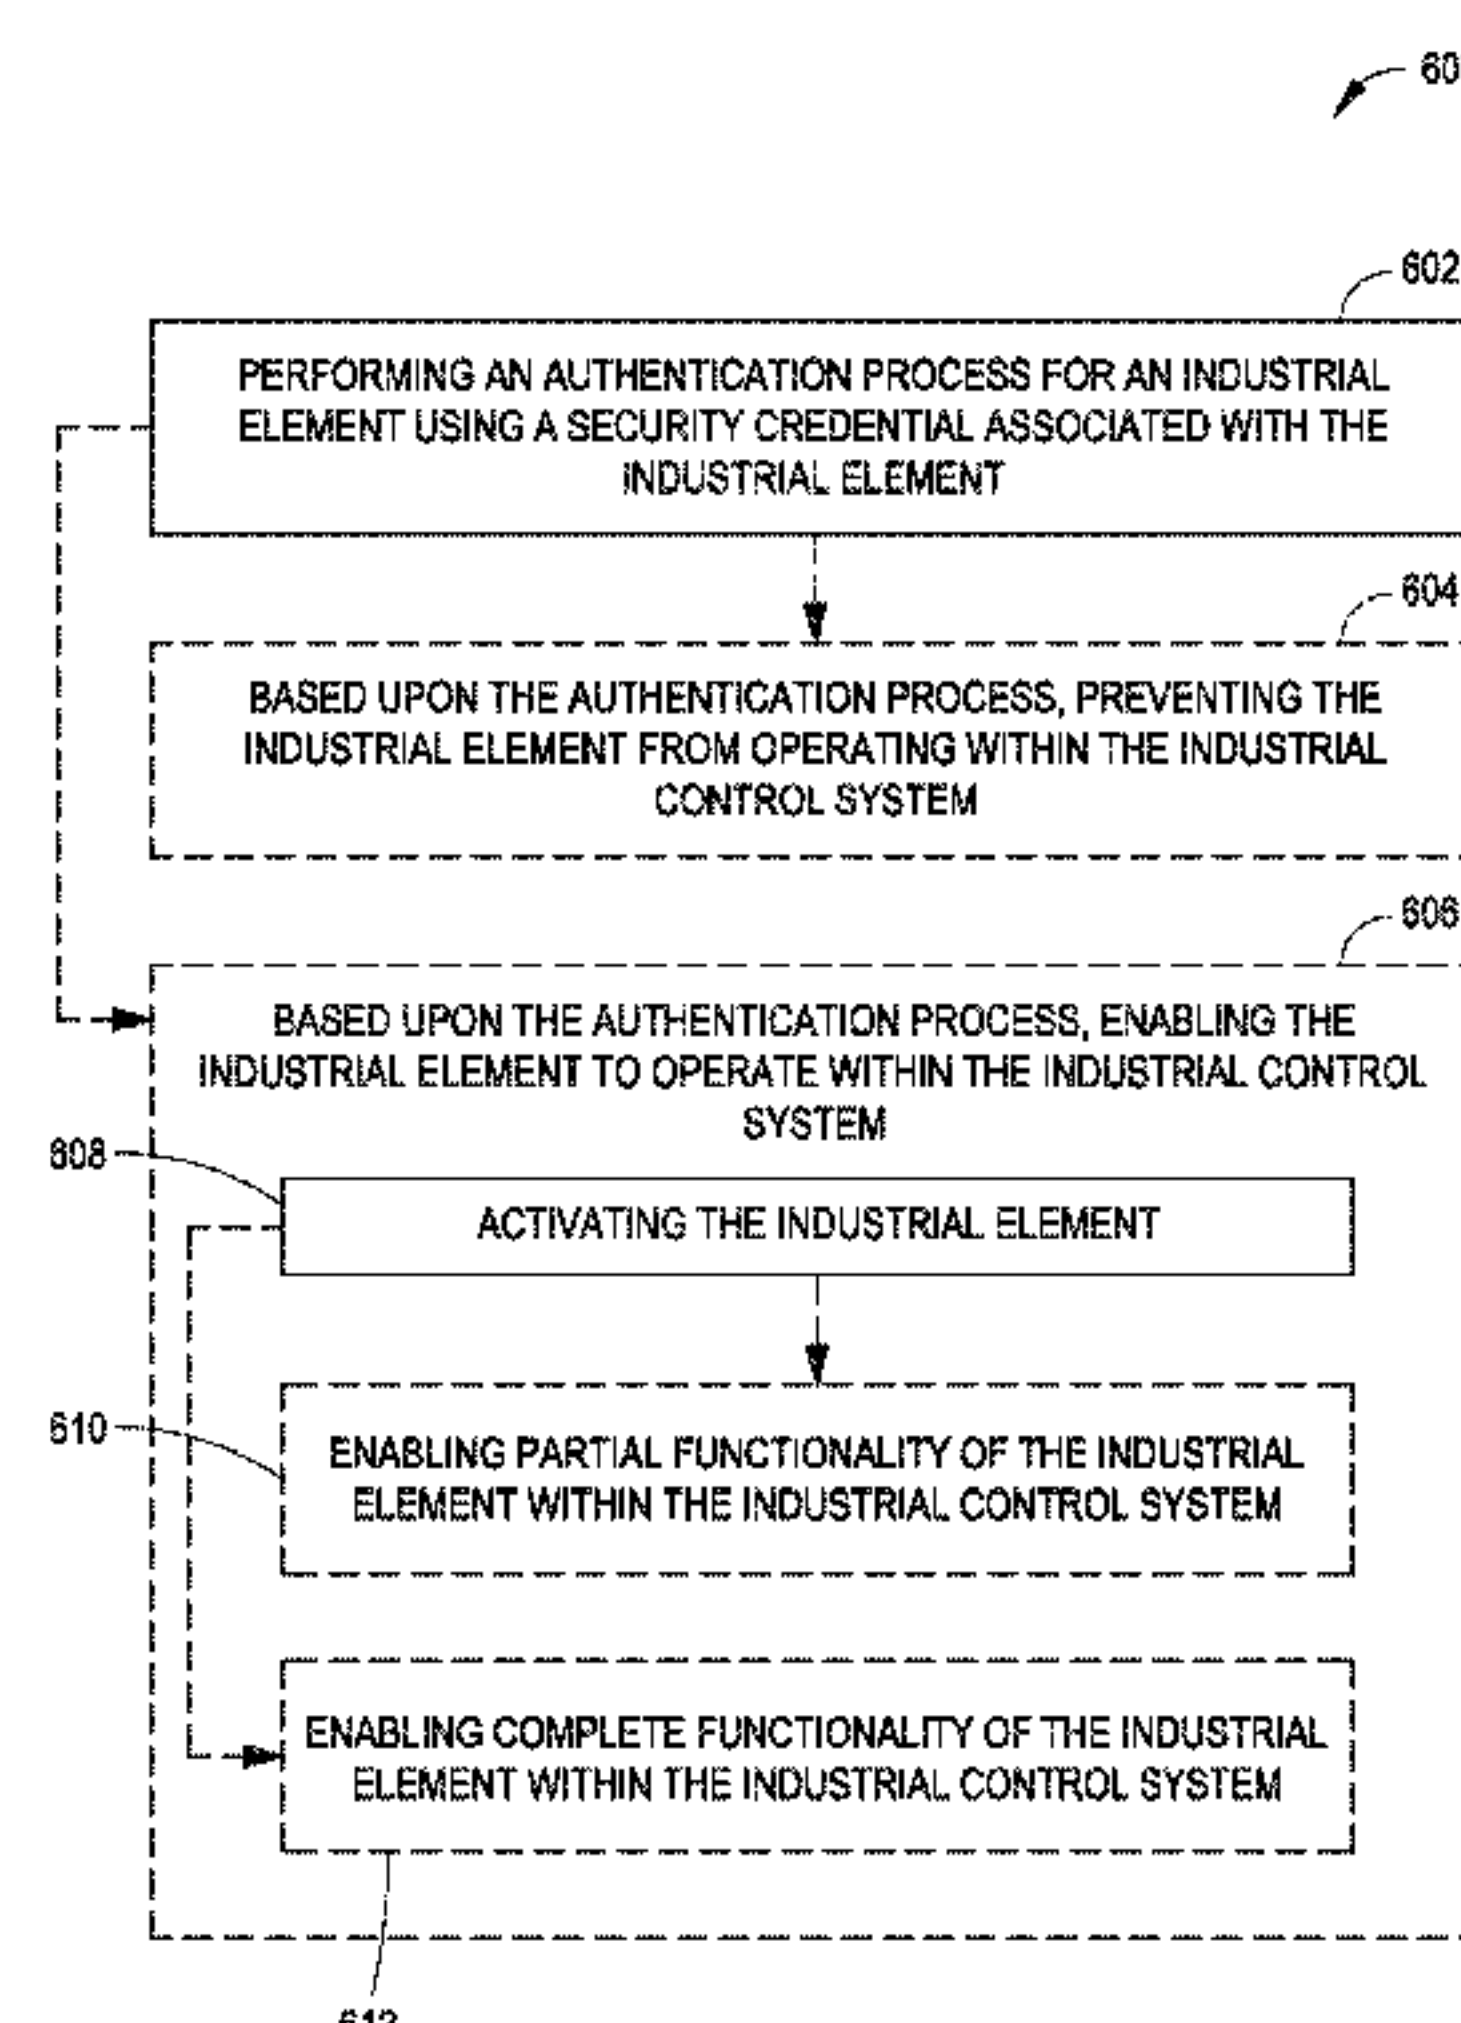 60
602
PERFORMING AN AUTHENTICATION PROCESS FOR AN INDUSTRIAL
ELEMENT USING A SECURITY CREDENTIAL ASSOCIATED WITH THE
INDUSTRIAL ELEMENT
604
BASED UPON THE AUTHENTICATION PROCESS, PREVENTING THE
INDUSTRIAL ELEMENT FROM OPERATING WITHIN THE INDUSTRIAL
CONTROL SYSTEM
606
BASED UPON THE AUTHENTICATION PROCESS, ENABLING THE
INDUSTRIAL ELEMENT TO OPERATE WITHIN THE INDUSTRIAL CONTROL
SYSTEM
608
ACTIVATING THE INDUSTRIAL ELEMENT
610
ENABLING PARTIAL FUNCTIONALITY OF THE INDUSTRIAL
ELEMENT WITHIN THE INDUSTRIAL CONTROL SYSTEM
ENABLING COMPLETE FUNCTIONALITY OF THE INDUSTRIAL
ELEMENT WITHIN THE INDUSTRIAL CONTROL SYSTEM
612